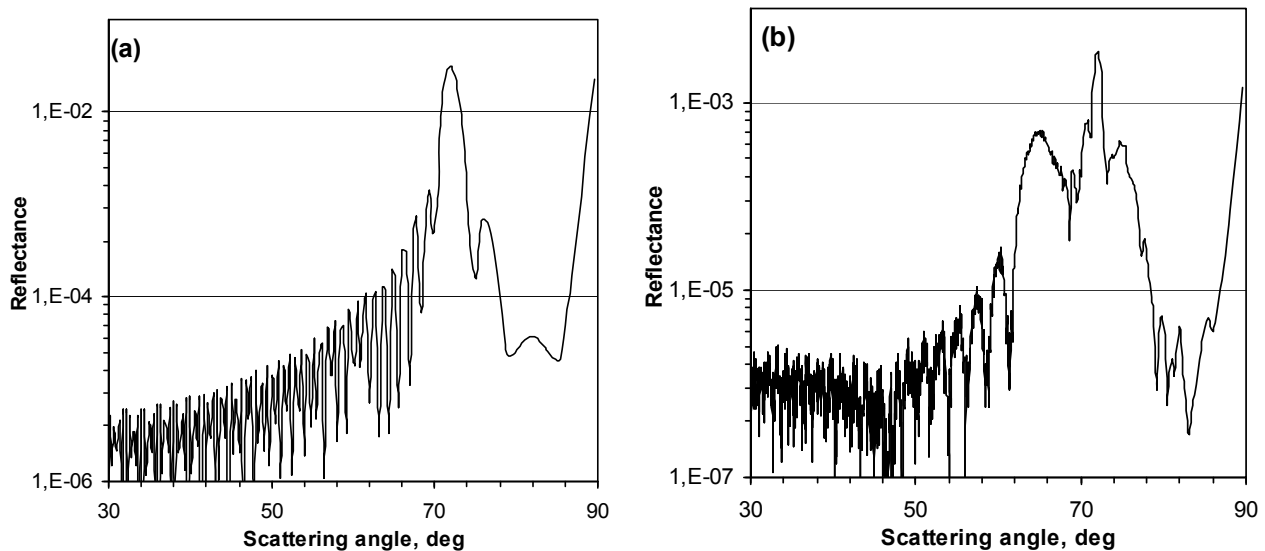 (a)
Reflectance
1,E-02
1,E-04
1,E-06
30 50 70 90
Scattering angle, deg
(b)
Reflectance
1,E-03
1,E-05
1,E-07
30 50 70 90
Scattering angle, deg